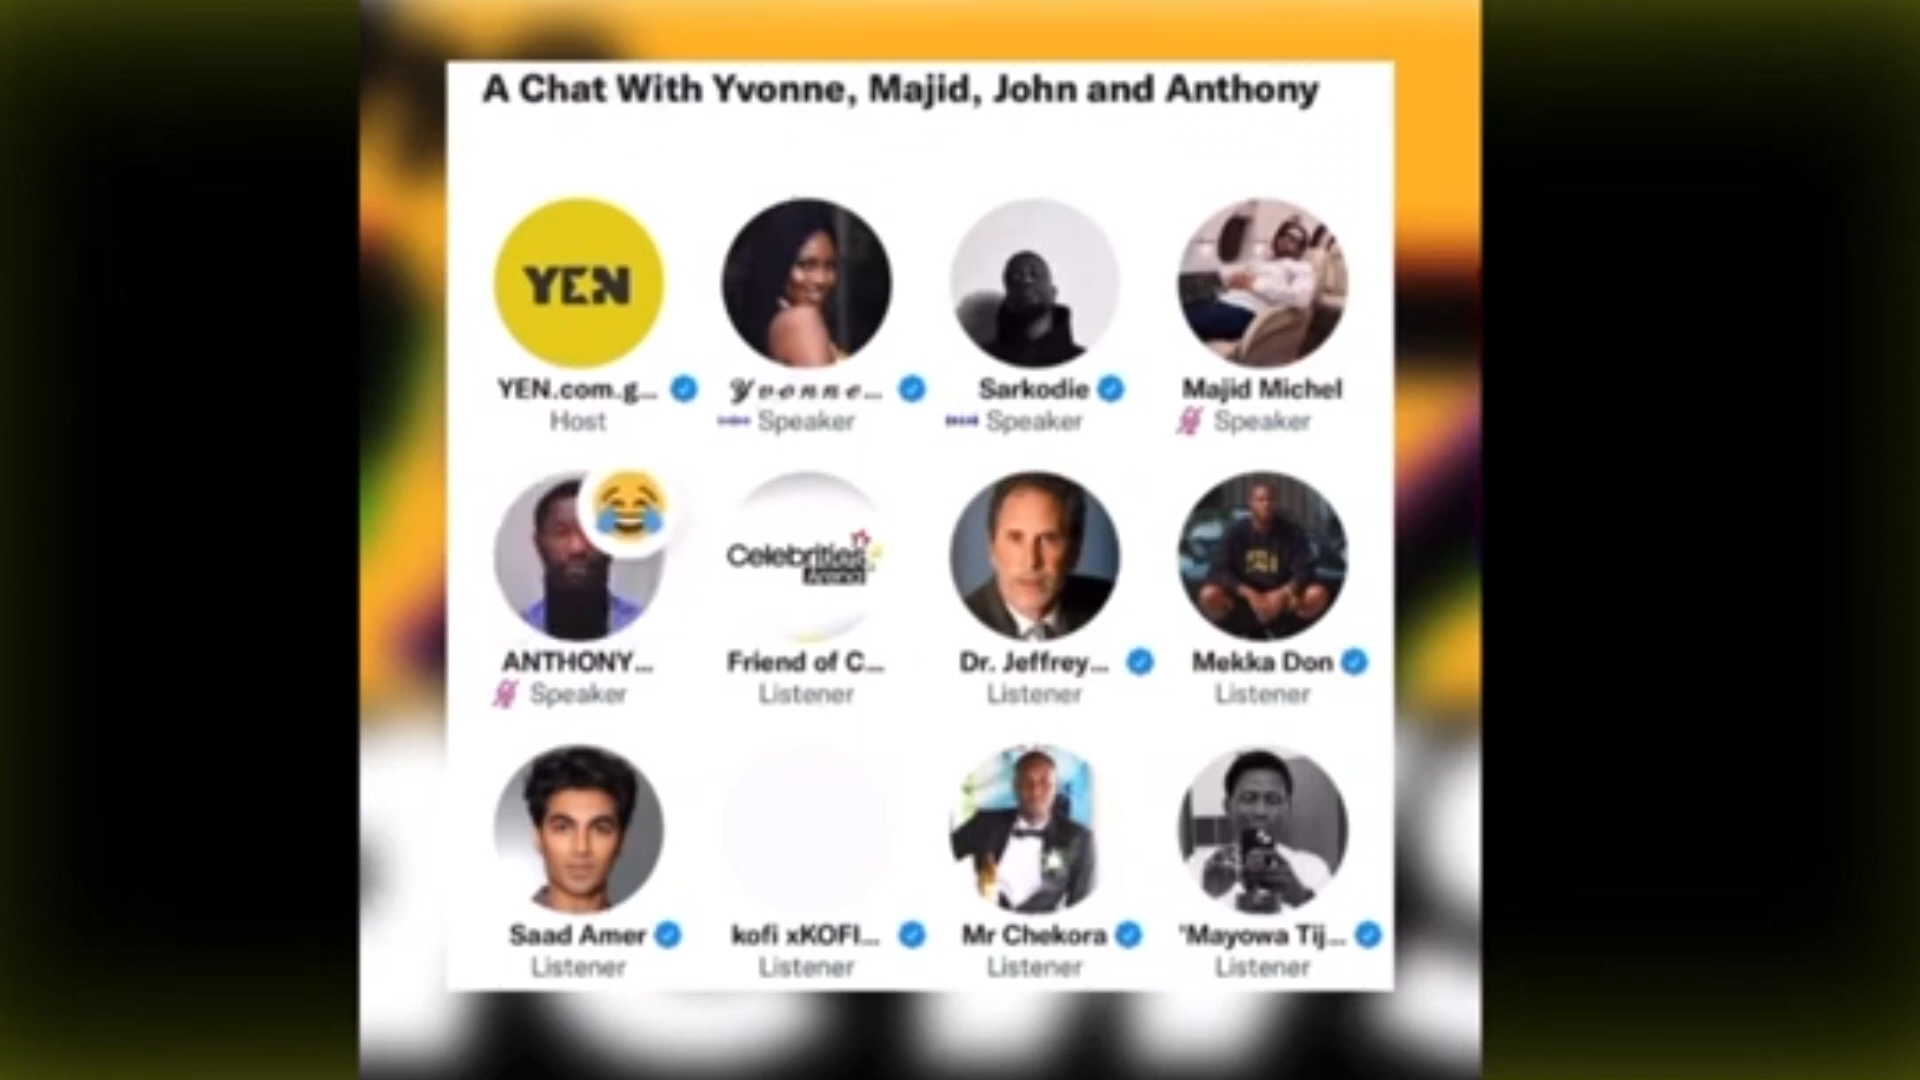 A Chat With Yvonne, Majid, John and Anthony
YEN
YEN.com.g...
Host
𝒴𝓋𝑜𝓃𝓃𝑒...
Speaker
Sarkodie
Speaker
Majid Michel
Speaker
ANTHONY...
Speaker
Celebrities
Arena
Friend of C...
Listener
Dr. Jeffrey...
Listener
Mekka Don
Listener
Saad Amer
Listener
kofi xKOFI...
Listener
Mr Chekora
Listener
'Mayowa Tij...
Listener